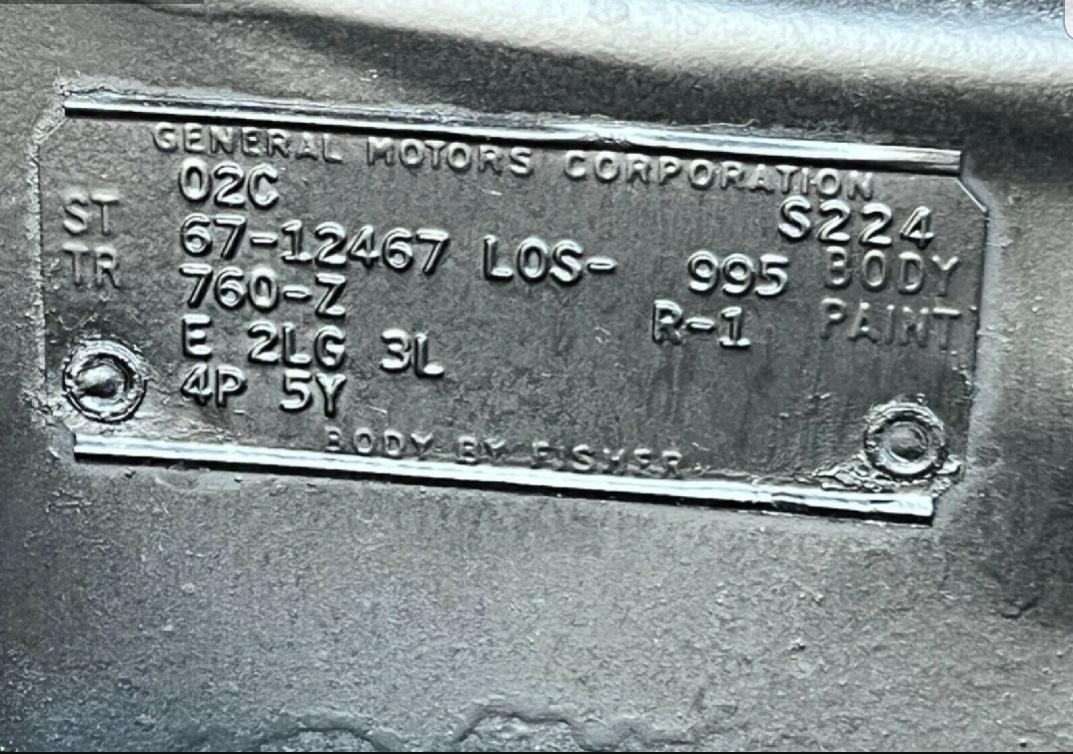 GENERAL MOTORS CORPORATION
02C S224
ST 67-12467 LOS- 995 BODY
TR 760-Z R-1 PAINT
E 2LG 3L
4P 5Y
BODY BY FISHER